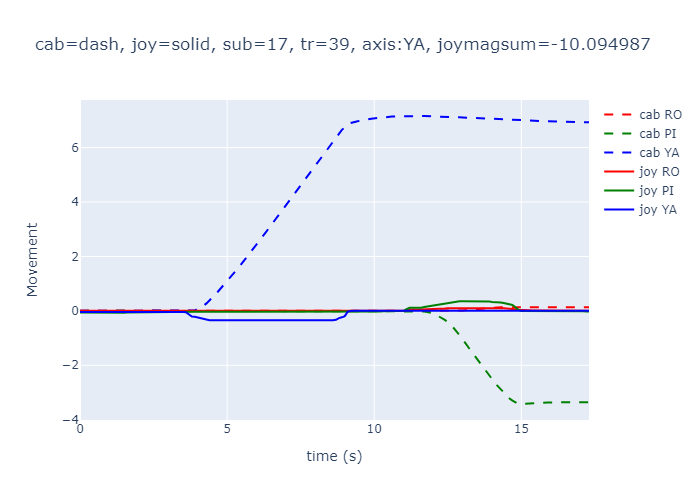 cab=dash, joy=solid, sub=17, tr=39, axis:YA, joymagsum=-10.094987
cab RO
cab PI
cab YA
joy RO
joy PI
joy YA
Movement
6
4
2
0
−2
−4
0 5 10 15
time (s)